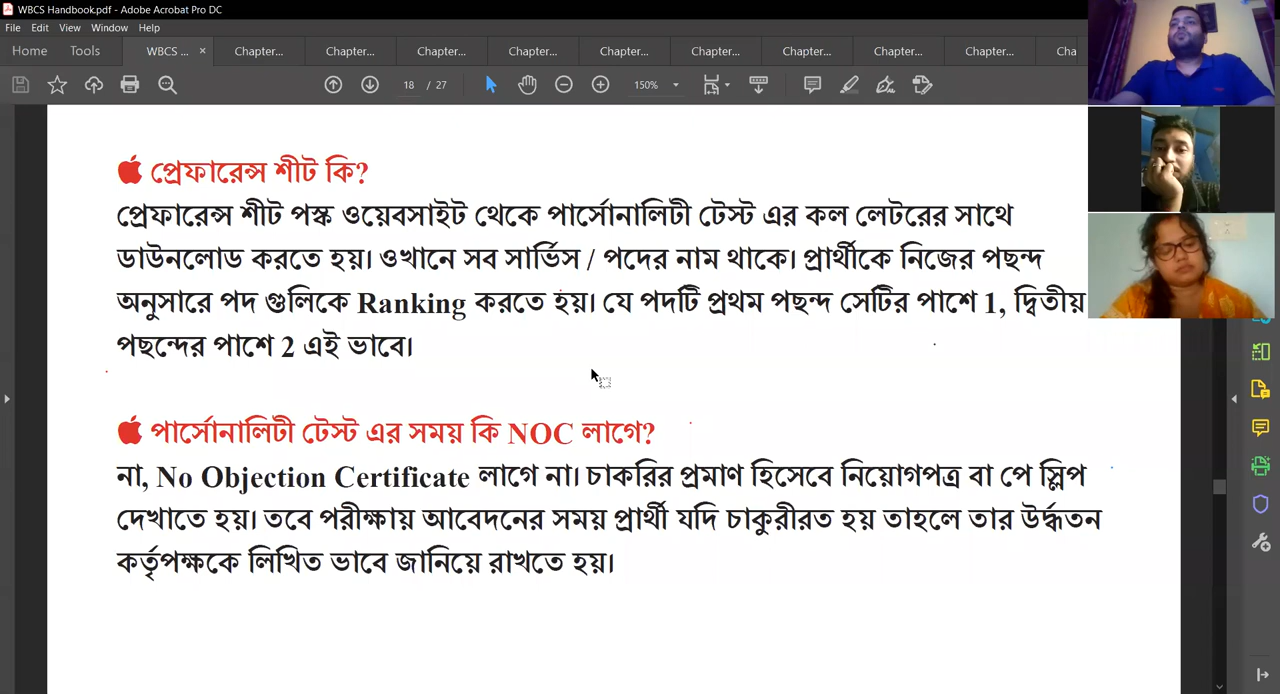 WBCS Handbook.pdf - Adobe Acrobat Pro DC
File Edit View Window Help
Home Tools WBCS ... × Chapter... Chapter... Chapter... Chapter... Chapter... Chapter... Chapter... Chapter... Chapter... Cha
18 / 27 150%
প্রেফারেন্স শীট কি?
প্রেফারেন্স শীট পস্ক ওয়েবসাইট থেকে পার্সোনালিটী টেস্ট এর কল লেটরের সাথে
ডাউনলোড করতে হয়। ওখানে সব সার্ভিস / পদের নাম থাকে। প্রার্থীকে নিজের পছন্দ
অনুসারে পদ গুলিকে Ranking করতে হয়। যে পদটি প্রথম পছন্দ সেটির পাশে 1, দ্বিতীয়
পছন্দের পাশে 2 এই ভাবে।
পার্সোনালিটী টেস্ট এর সময় কি NOC লাগে?
না, No Objection Certificate লাগে না। চাকরির প্রমাণ হিসেবে নিয়োগপত্র বা পে স্লিপ
দেখাতে হয়। তবে পরীক্ষায় আবেদনের সময় প্রার্থী যদি চাকুরীরত হয় তাহলে তার উর্দ্ধতন
কর্তৃপক্ষকে লিখিত ভাবে জানিয়ে রাখতে হয়।